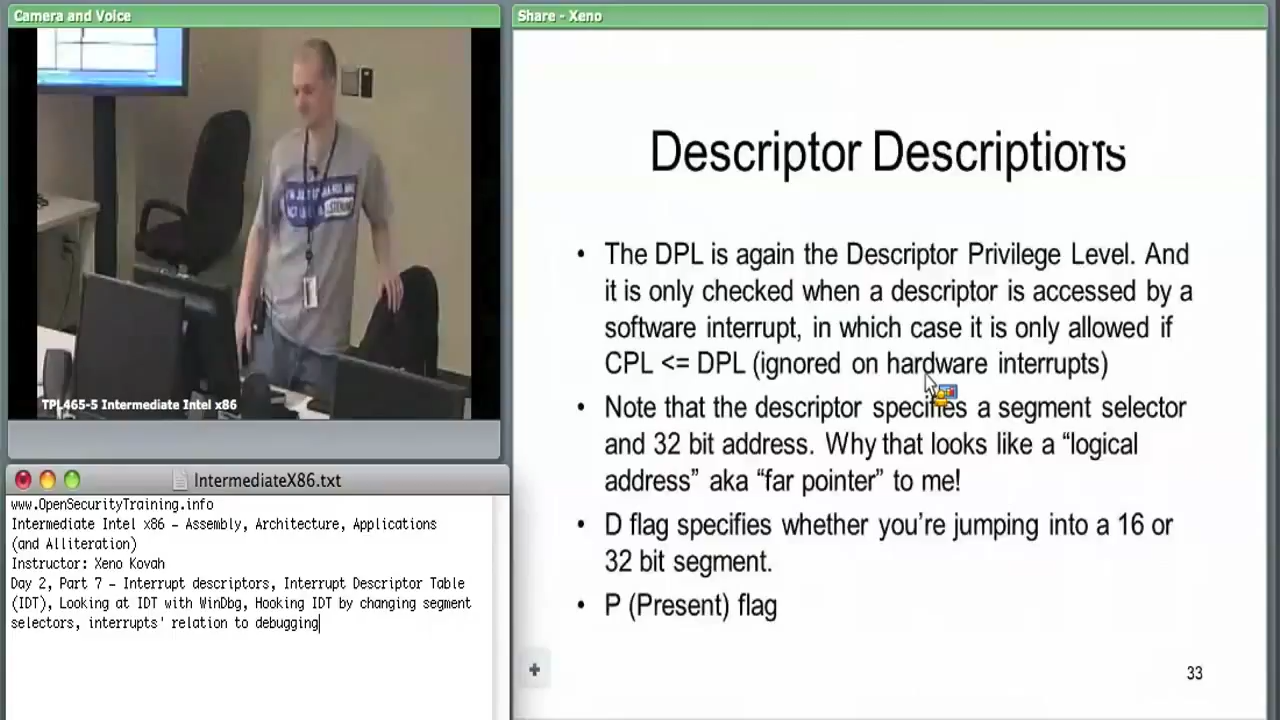 Camera and Voice
TPL465-5 Intermediate Intel x86
IntermediateX86.txt
www.OpenSecurityTraining.info
Intermediate Intel x86 – Assembly, Architecture, Applications
(and Alliteration)
Instructor: Xeno Kovah
Day 2, Part 7 – Interrupt descriptors, Interrupt Descriptor Table
(IDT), Looking at IDT with WinDbg, Hooking IDT by changing segment
selectors, interrupts' relation to debugging
Share - Xeno
Descriptor Descriptions
• The DPL is again the Descriptor Privilege Level. And
it is only checked when a descriptor is accessed by a
software interrupt, in which case it is only allowed if
CPL <= DPL (ignored on hardware interrupts)
• Note that the descriptor specifies a segment selector
and 32 bit address. Why that looks like a “logical
address” aka “far pointer” to me!
• D flag specifies whether you’re jumping into a 16 or
32 bit segment.
• P (Present) flag
33